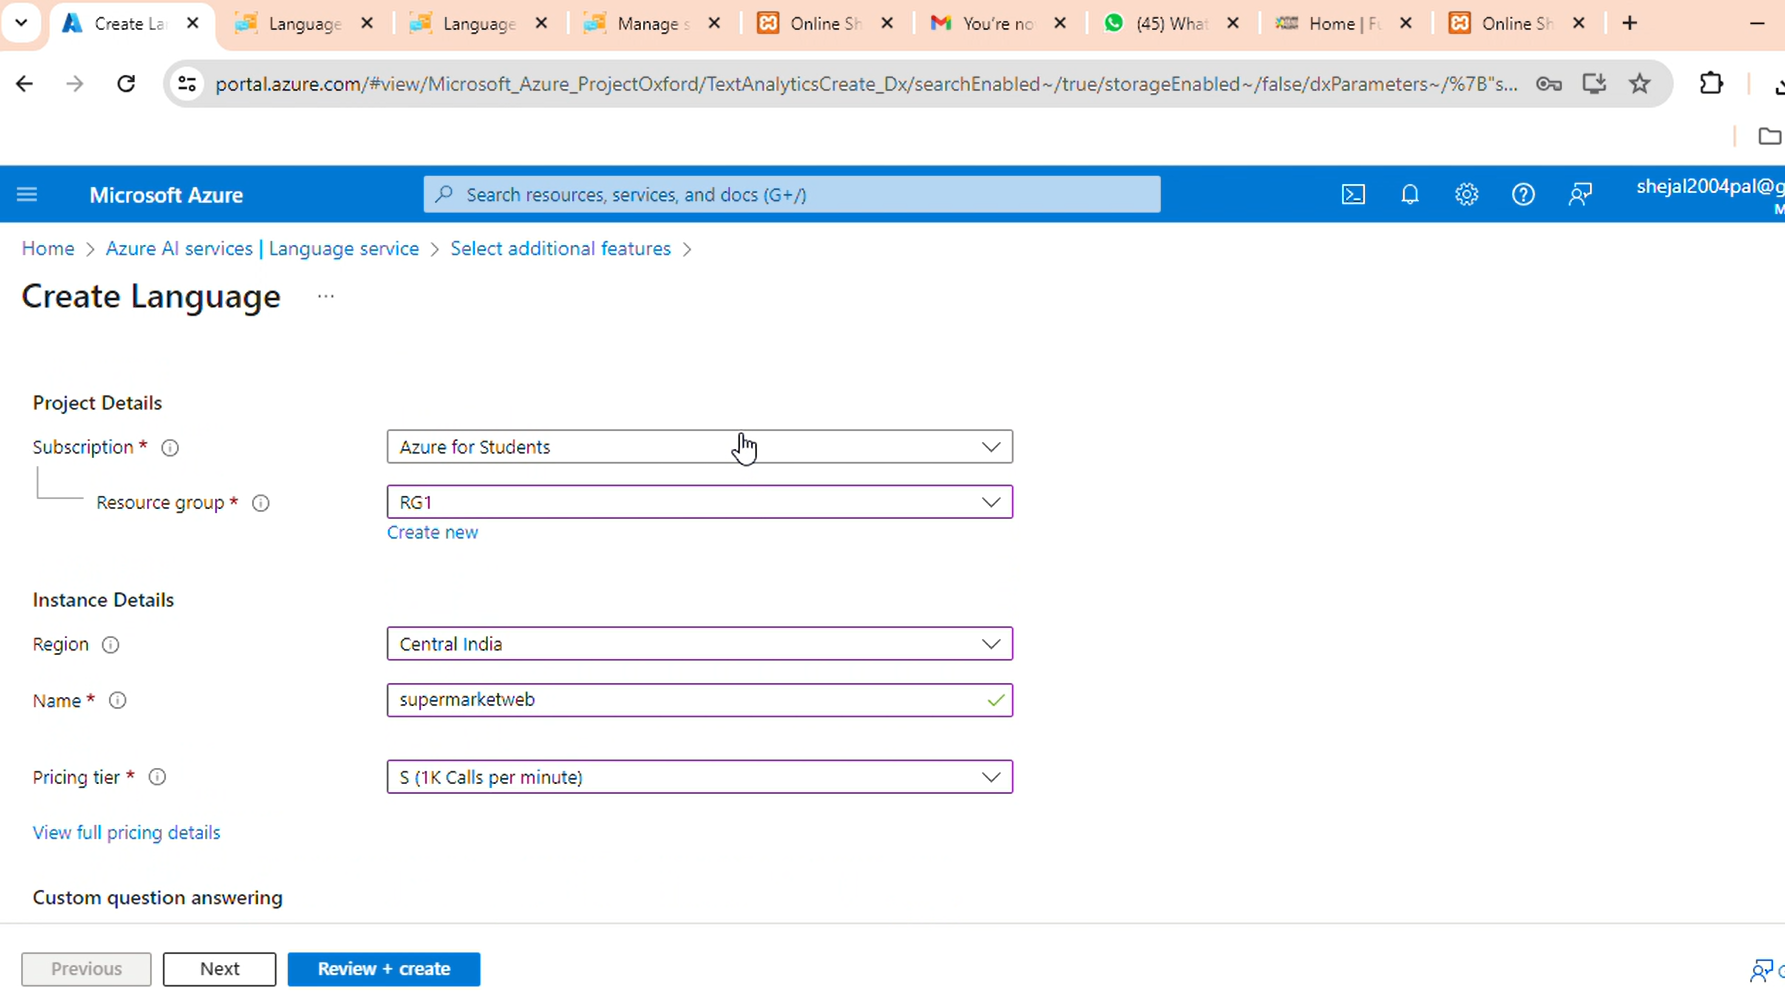 Create La
Language
Language
Manage s
Online Sh
You're no
(45) What
Home | Fu
Online Sh
portal.azure.com/#view/Microsoft_Azure_ProjectOxford/TextAnalyticsCreate_Dx/searchEnabled~/true/storageEnabled~/false/dxParameters~/%7B"s...
Microsoft Azure
Search resources, services, and docs (G+/)
shejal2004pal@g
M
Home > Azure AI services | Language service > Select additional features >
Create Language ...
Project Details
Subscription * Azure for Students
Resource group * RG1
Create new
Instance Details
Region Central India
Name * supermarketweb
Pricing tier * S (1K Calls per minute)
View full pricing details
Custom question answering
Previous Next Review + create